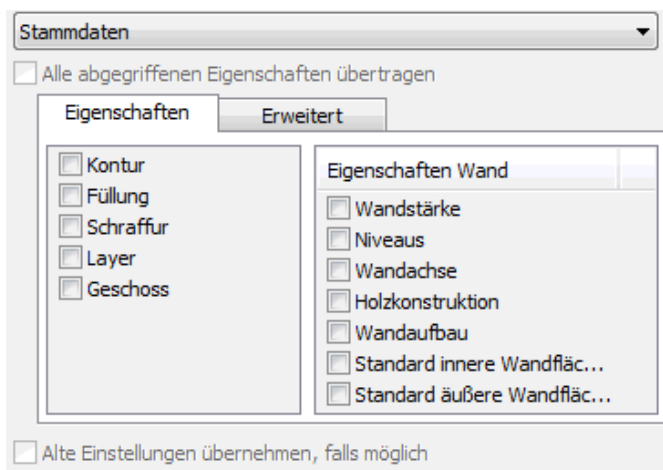 Stammdaten
Alle abgegriffenen Eigenschaften übertragen
Eigenschaften
Erweitert
Kontur
Füllung
Schraffur
Layer
Geschoss
Eigenschaften Wand
Wandstärke
Niveaus
Wandachse
Holzkonstruktion
Wandaufbau
Standard innere Wandfläc...
Standard äußere Wandfläc...
Alte Einstellungen übernehmen, falls möglich